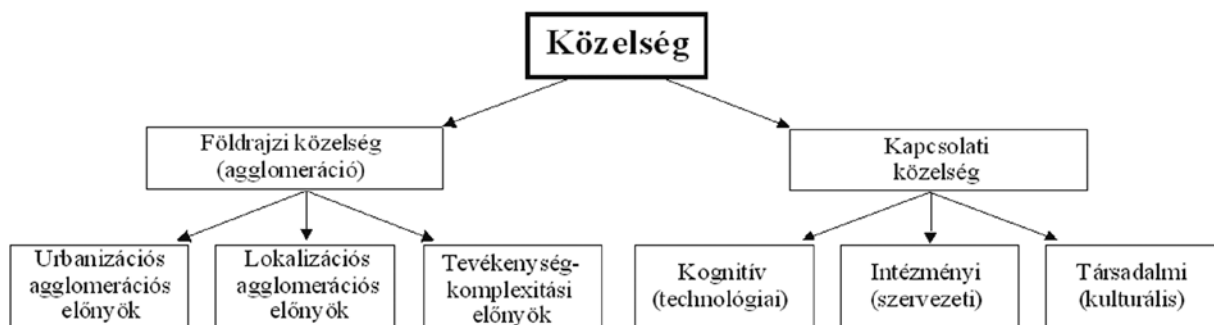 Közelség
Földrajzi közelség
(agglomeráció)
Kapcsolati
közelség
Urbanizációs
agglomerációs
előnyök
Lokalizációs
agglomerációs
előnyök
Tevékenység-
komplexitási
előnyök
Kognitív
(technológiai)
Intézményi
(szervezeti)
Társadalmi
(kulturális)